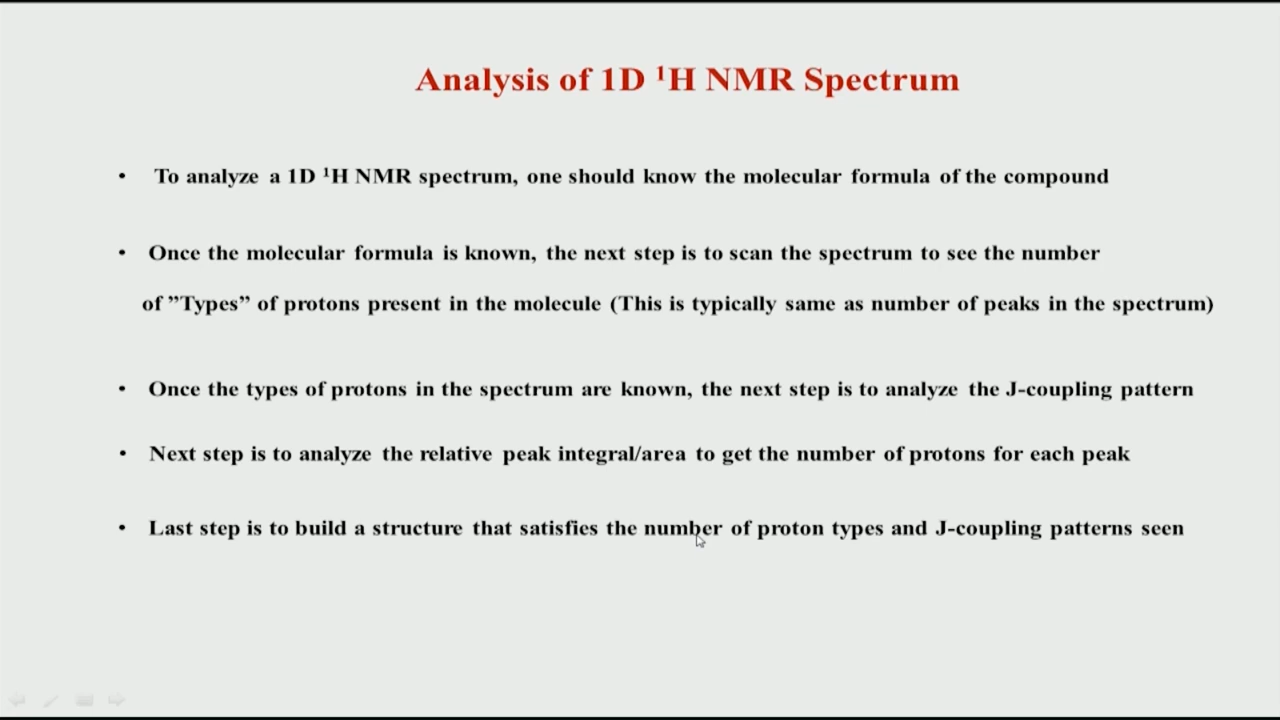 Analysis of 1D ¹H NMR Spectrum
• To analyze a 1D ¹H NMR spectrum, one should know the molecular formula of the compound
• Once the molecular formula is known, the next step is to scan the spectrum to see the number
of ”Types” of protons present in the molecule (This is typically same as number of peaks in the spectrum)
• Once the types of protons in the spectrum are known, the next step is to analyze the J-coupling pattern
• Next step is to analyze the relative peak integral/area to get the number of protons for each peak
• Last step is to build a structure that satisfies the number of proton types and J-coupling patterns seen